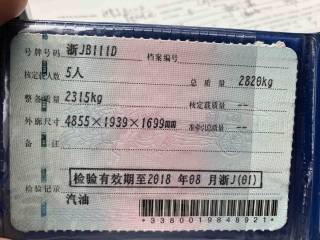 号牌号码 浙JB111D 档案编号
核定载人数 5人 总质量 2820kg
整备质量 2315kg 核定载质量 --
外廓尺寸 4855×1939×1699mm 准牵引总质量 --
备注
检验有效期至2018 年08 月浙J(01)
检验记录
汽油
*3380019848921*